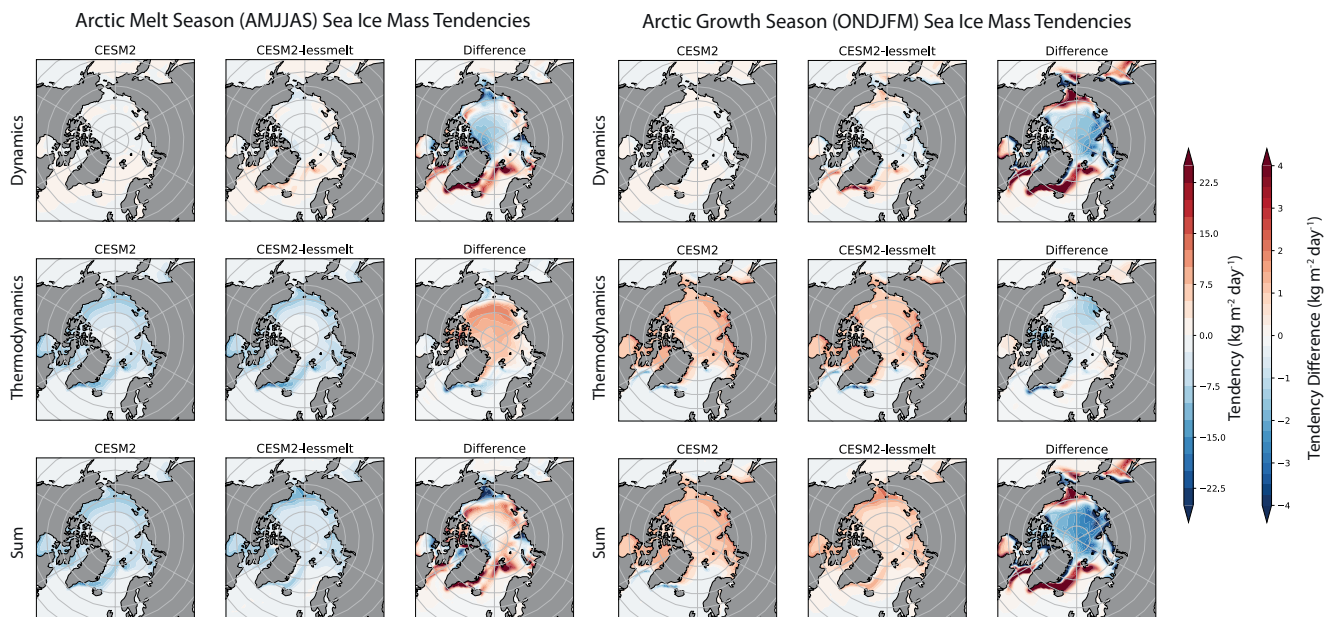 Arctic Melt Season (AMJJAS) Sea Ice Mass Tendencies
Arctic Growth Season (ONDJFM) Sea Ice Mass Tendencies
CESM2
CESM2-lessmelt
Difference
CESM2
CESM2-lessmelt
Difference
Dynamics
Dynamics
CESM2
CESM2-lessmelt
Difference
CESM2
CESM2-lessmelt
Difference
Thermodynamics
Thermodynamics
CESM2
CESM2-lessmelt
Difference
CESM2
CESM2-lessmelt
Difference
Sum
Sum
22.5
15.0
7.5
0.0
−7.5
−15.0
−22.5
Tendency (kg m⁻² day⁻¹)
4
3
2
1
0
−1
−2
−3
−4
Tendency Difference (kg m⁻² day⁻¹)